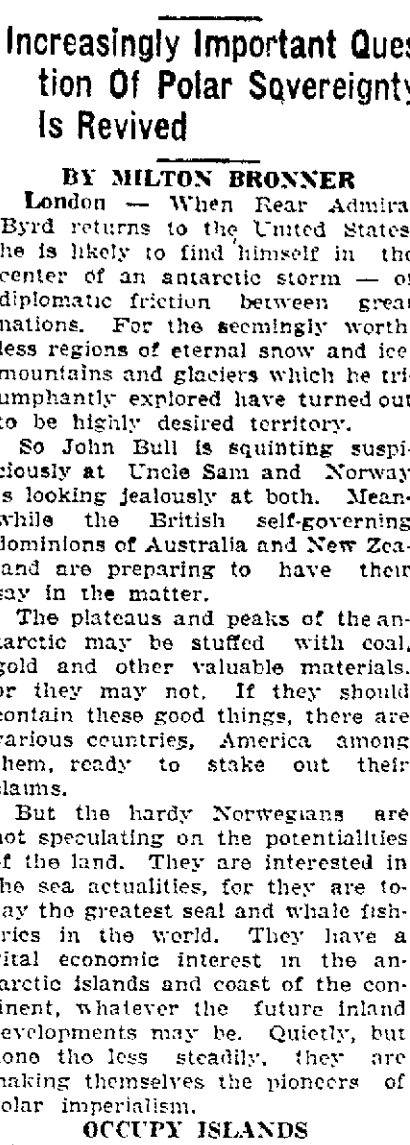 Increasingly Important Ques
tion Of Polar Sovereignty
Is Revived
BY MILTON BRONNER
London — When Rear Admira
Byrd returns to the United States
he is likely to find himself in the
center of an antarctic storm — of
diplomatic friction between great
nations. For the seemingly worth
less regions of eternal snow and ice
mountains and glaciers which he tri-
umphantly explored have turned out
to be highly desired territory.
So John Bull is squinting suspi-
ciously at Uncle Sam and Norway
is looking jealously at both. Mean-
while the British self-governing
dominions of Australia and New Zea-
land are preparing to have their
say in the matter.
The plateaus and peaks of the an-
tarctic may be stuffed with coal,
gold and other valuable materials.
or they may not. If they should
contain these good things, there are
various countries, America among
them, ready to stake out their
claims.
But the hardy Norwegians are
not speculating on the potentialities
of the land. They are interested in
the sea actualities, for they are to-
day the greatest seal and whale fish-
eries in the world. They have a
vital economic interest in the an-
tarctic islands and coast of the con-
tinent, whatever the future inland
developments may be. Quietly, but
none the less steadily, they are
making themselves the pioneers of
polar imperialism.
OCCUPY ISLANDS